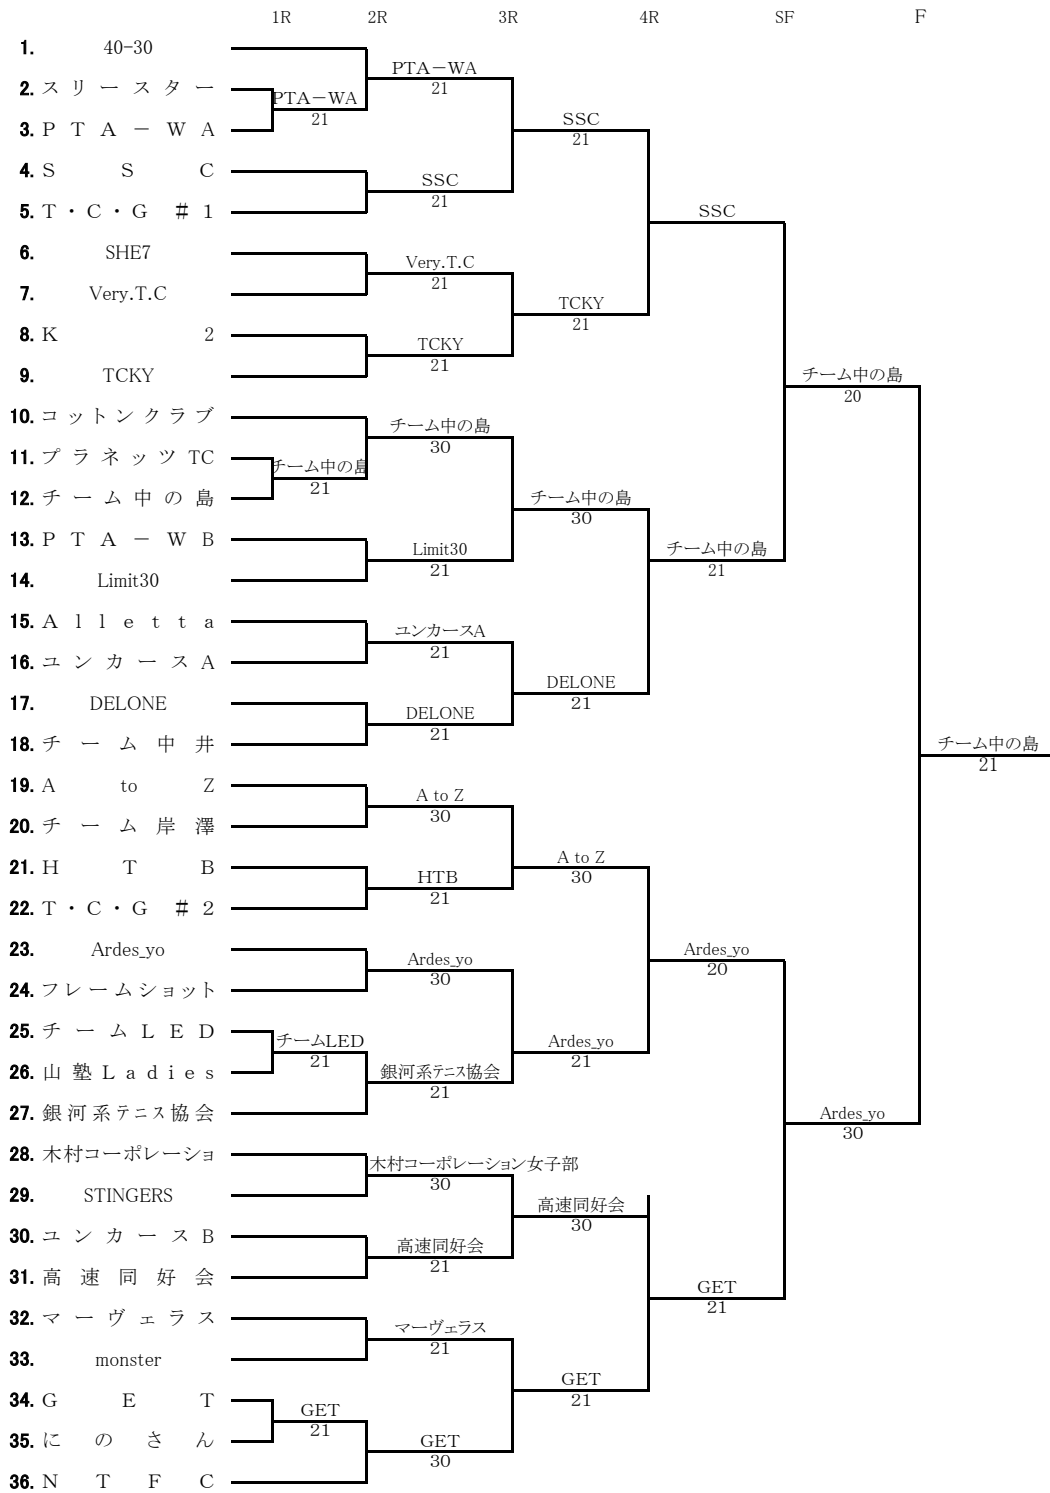 1R 2R 3R 4R SF F
1. 40-30
PTA－WA
2. スリースター
21
PTA－WA
SSC
21
3. PTA－WA
21
4. SSC
SSC
21
5. T・C・G ＃1
SSC
6. SHE7
Very.T.C
21
7. Very.T.C
TCKY
21
8. K2
TCKY
21
9. TCKY
チーム中の島
20
10. コットンクラブ
チーム中の島
30
11. プラネッツTC
チーム中の島
21
12. チーム中の島
チーム中の島
30
13. PTA－WB
Limit30
21
チーム中の島
21
14. Limit30
15. Alletta
ユンカースA
21
16. ユンカースA
DELONE
21
17. DELONE
DELONE
21
18. チーム中井
チーム中の島
21
19. A to Z
A to Z
30
20. チーム岸澤
A to Z
30
21. HTB
HTB
21
22. T・C・G ＃2
23. Ardes_yo
Ardes_yo
30
Ardes_yo
20
24. フレームショット
25. チームLED
チームLED
21
Ardes_yo
21
26. 山塾Ladies
銀河系テニス協会
21
27. 銀河系テニス協会
Ardes_yo
30
28. 木村コーポレーショ
木村コーポレーション女子部
30
29. STINGERS
高速同好会
30
30. ユンカースB
高速同好会
21
31. 高速同好会
GET
21
32. マーヴェラス
マーヴェラス
21
33. monster
GET
21
34. GET
GET
21
35. にのさん
GET
30
36. NTFC